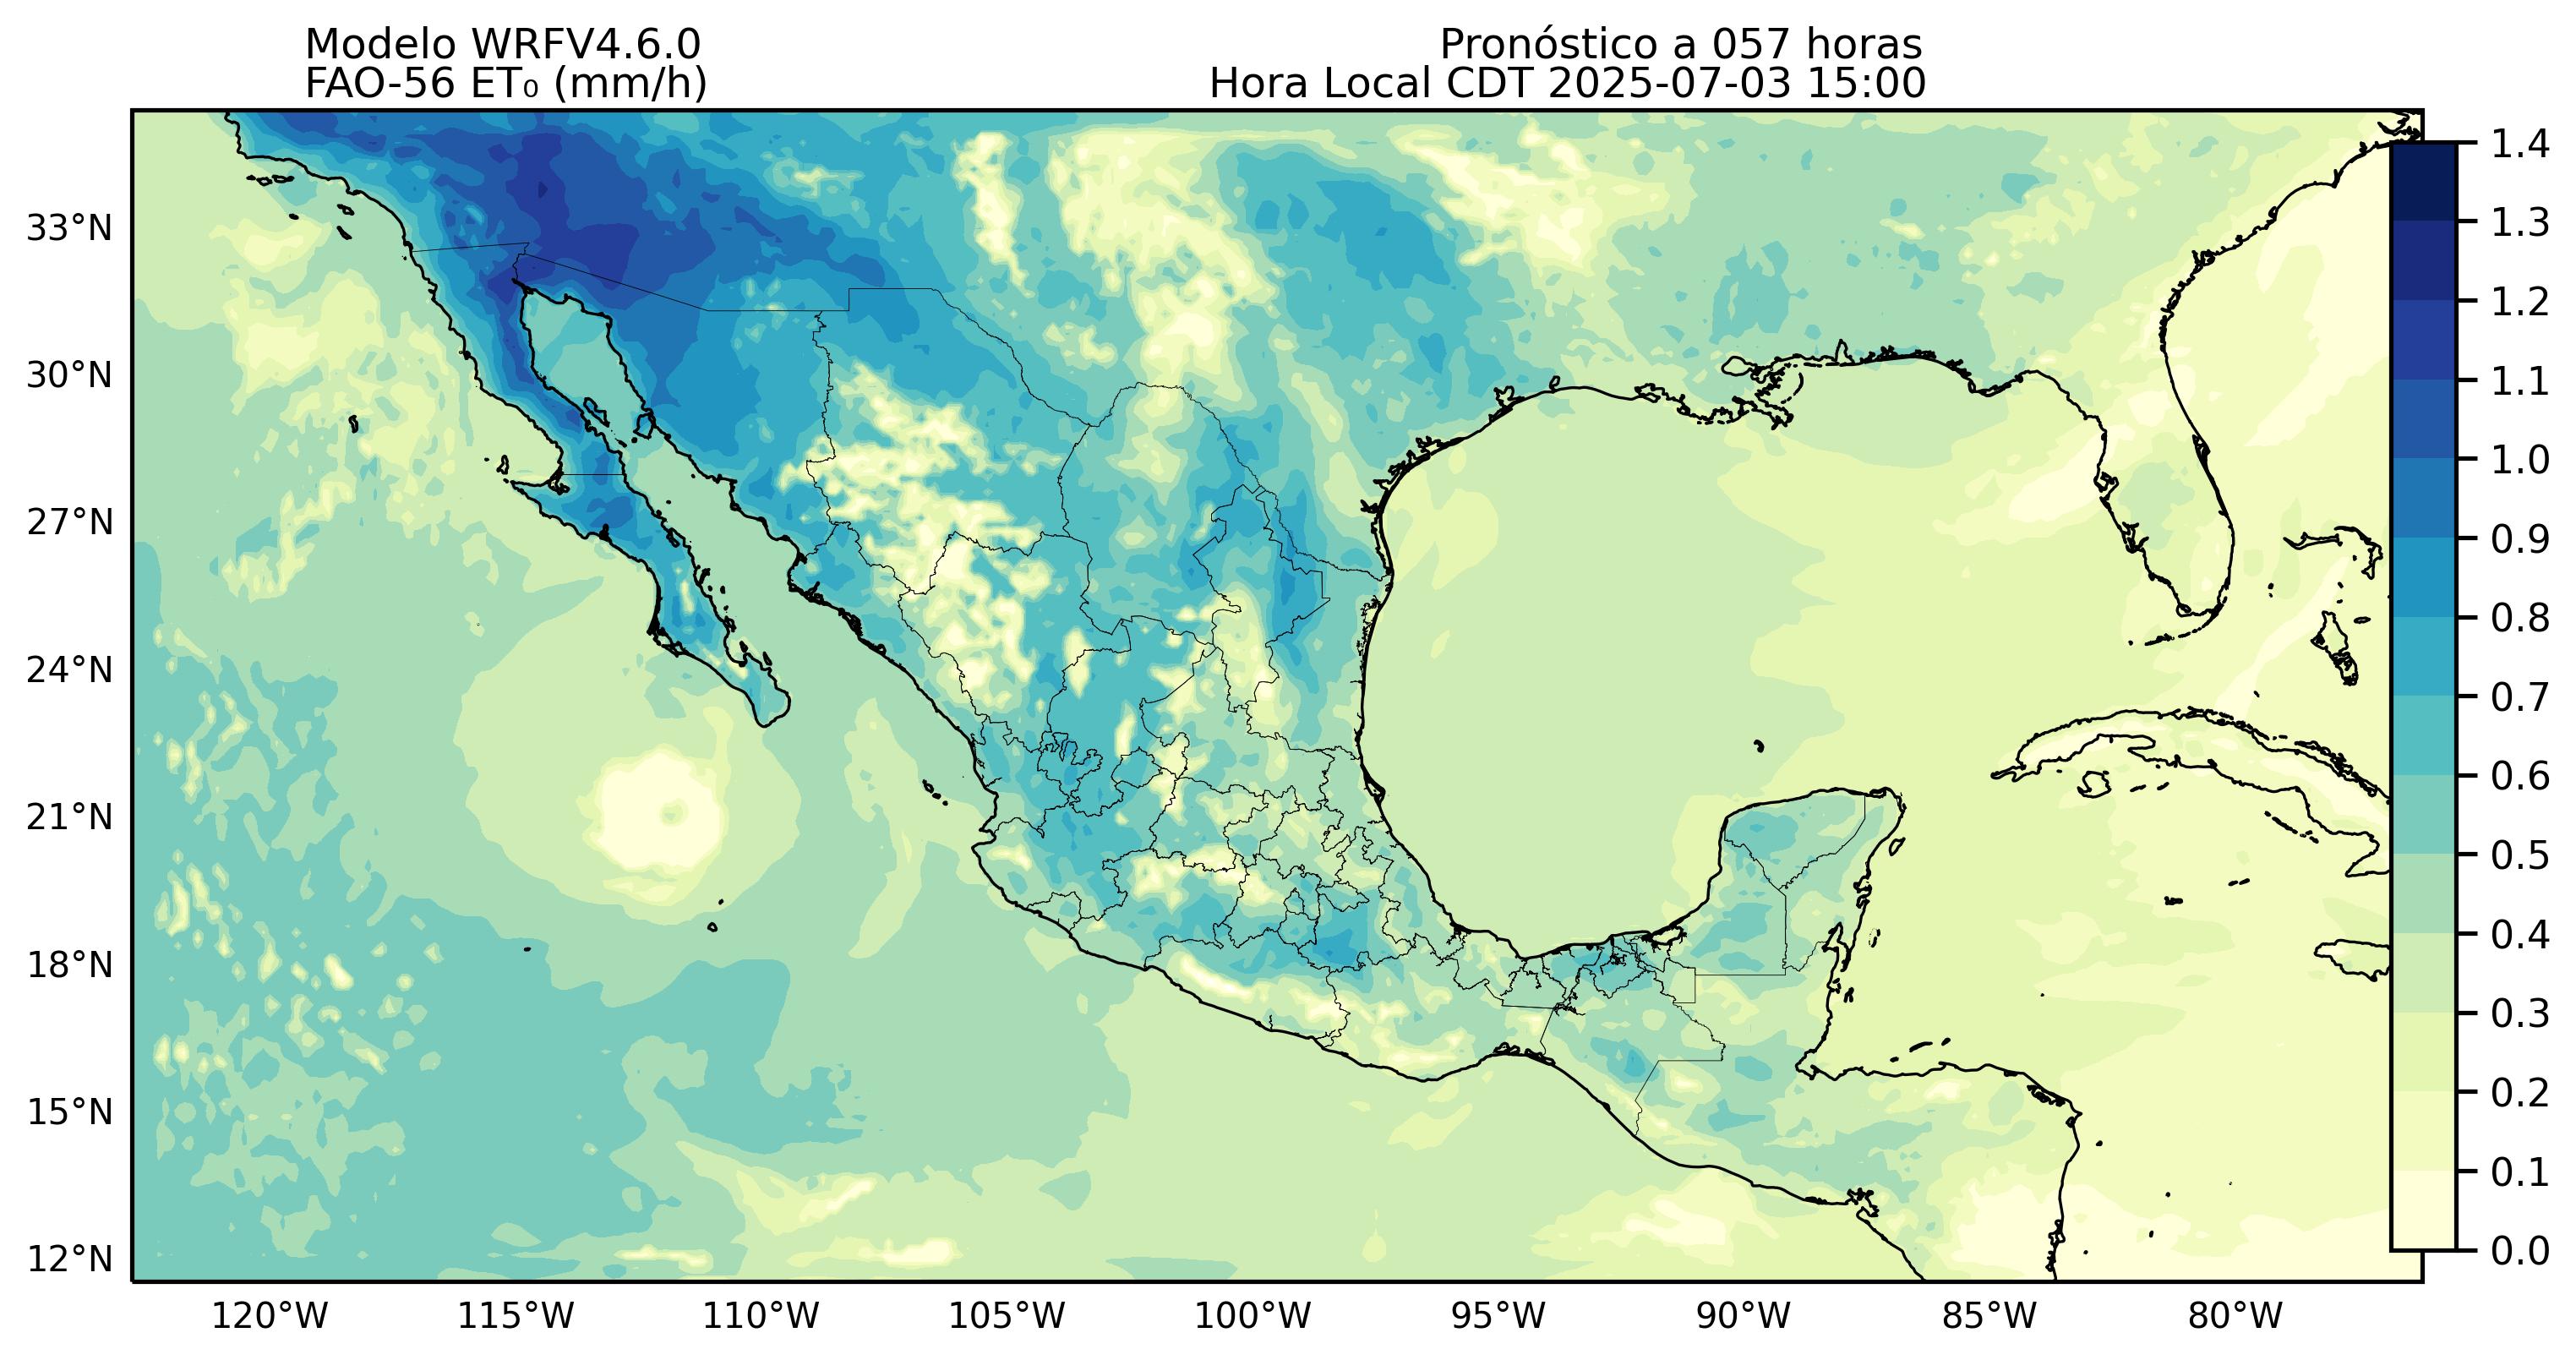 Modelo WRFV4.6.0
FAO-56 ET₀ (mm/h)
Pronóstico a 057 horas
Hora Local CDT 2025-07-03 15:00
33°N
30°N
27°N
24°N
21°N
18°N
15°N
12°N
120°W
115°W
110°W
105°W
100°W
95°W
90°W
85°W
80°W
1.4
1.3
1.2
1.1
1.0
0.9
0.8
0.7
0.6
0.5
0.4
0.3
0.2
0.1
0.0